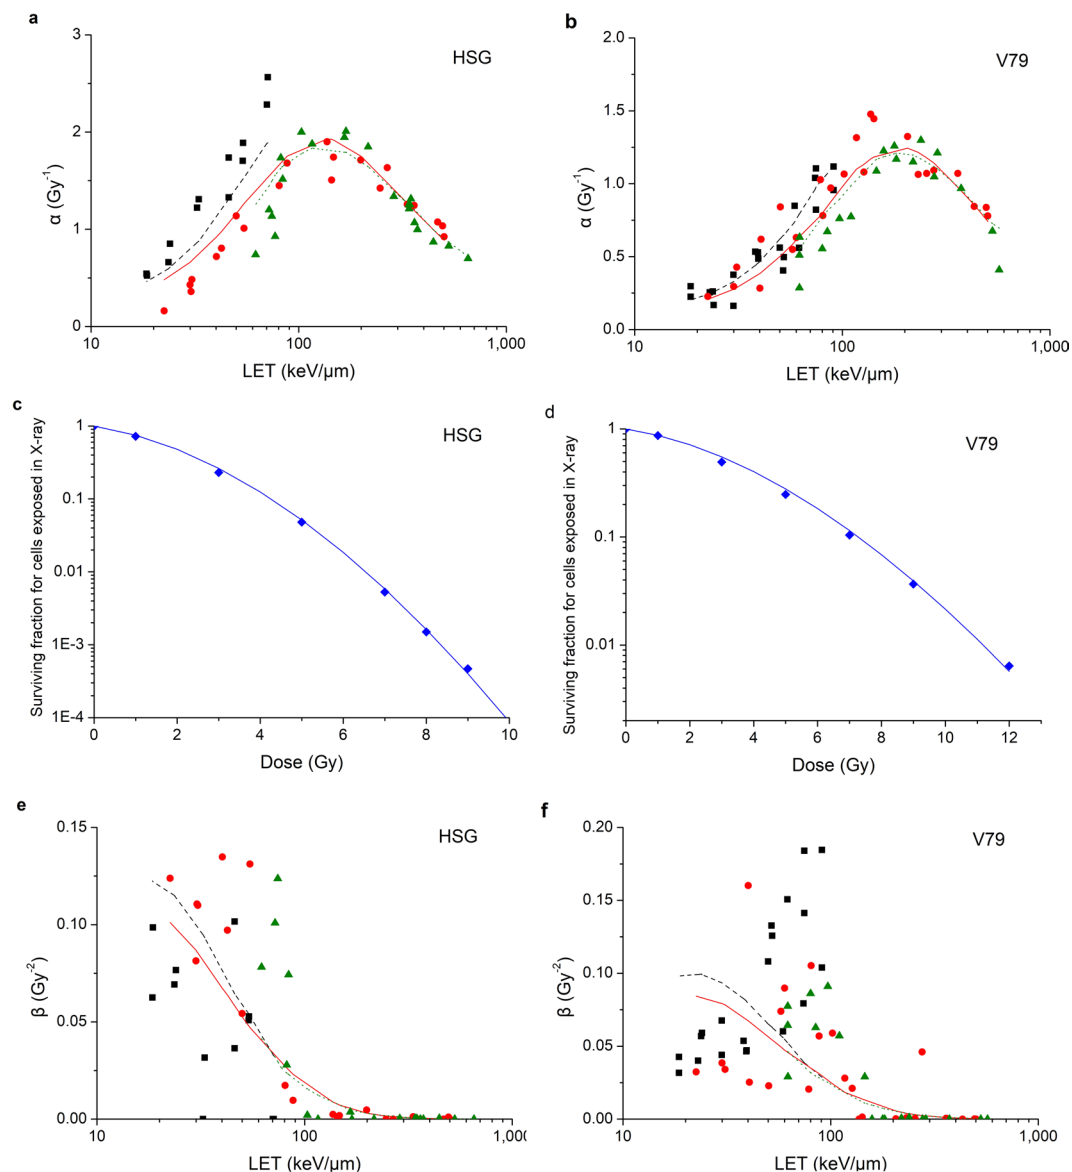 a
HSG
α (Gy-1)
3
2
1
0
10
100
1,000
LET (keV/μm)
b
V79
α (Gy-1)
2.0
1.5
1.0
0.5
0.0
10
100
1,000
LET (keV/μm)
c
HSG
Surviving fraction for cells exposed in X-ray
1
0.1
0.01
1E-3
1E-4
0
2
4
6
8
10
Dose (Gy)
d
V79
Surviving fraction for cells exposed in X-ray
1
0.1
0.01
0
2
4
6
8
10
12
Dose (Gy)
e
HSG
β (Gy-2)
0.15
0.10
0.05
0.00
10
100
1,000
LET (keV/μm)
f
V79
β (Gy-2)
0.20
0.15
0.10
0.05
0.00
10
100
1,000
LET (keV/μm)